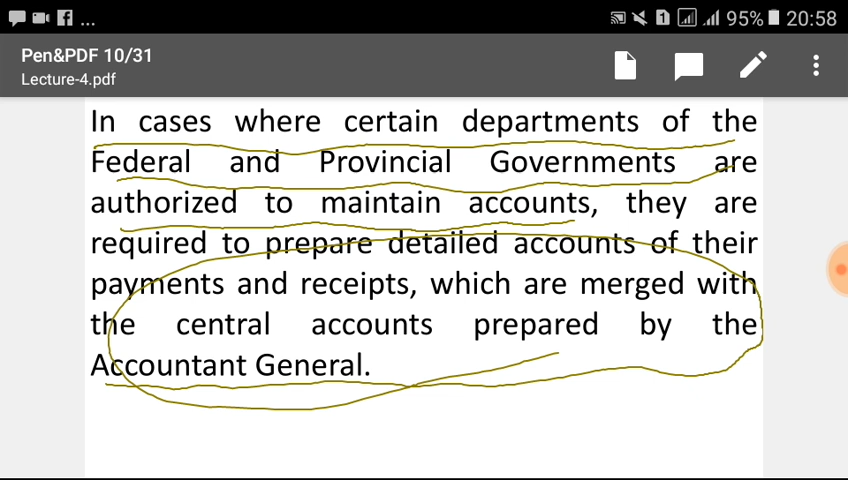 ... 95% 20:58
Pen&PDF 10/31
Lecture-4.pdf
In cases where certain departments of the
Federal and Provincial Governments are
authorized to maintain accounts, they are
required to prepare detailed accounts of their
payments and receipts, which are merged with
the central accounts prepared by the
Accountant General.